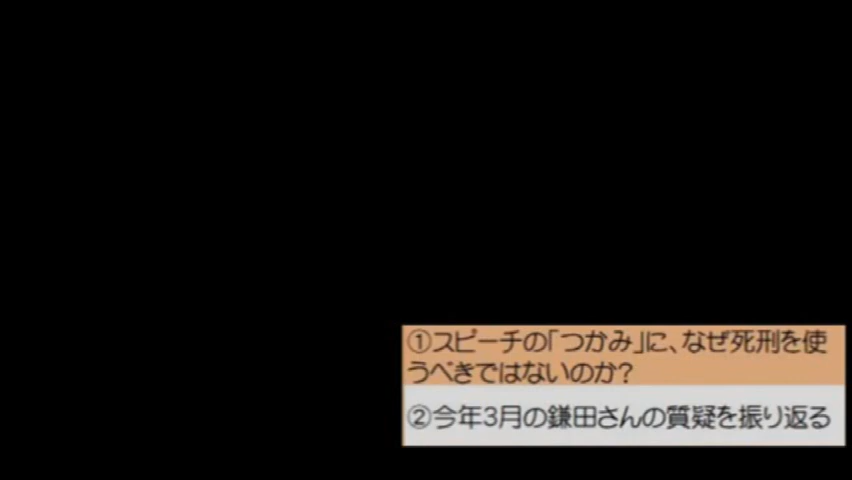 ①スピーチの「つかみ」に、なぜ死刑を使
うべきではないのか?
②今年3月の鎌田さんの質疑を振り返る